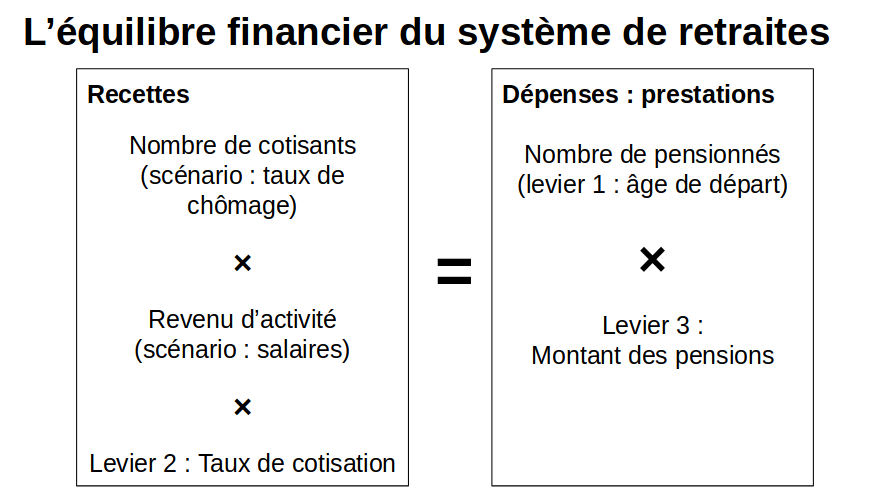 L’équilibre financier du système de retraites
Recettes
Nombre de cotisants
(scénario : taux de
chômage)
×
Revenu d’activité
(scénario : salaires)
×
Levier 2 : Taux de cotisation
=
Dépenses : prestations
Nombre de pensionnés
(levier 1 : âge de départ)
×
Levier 3 :
Montant des pensions